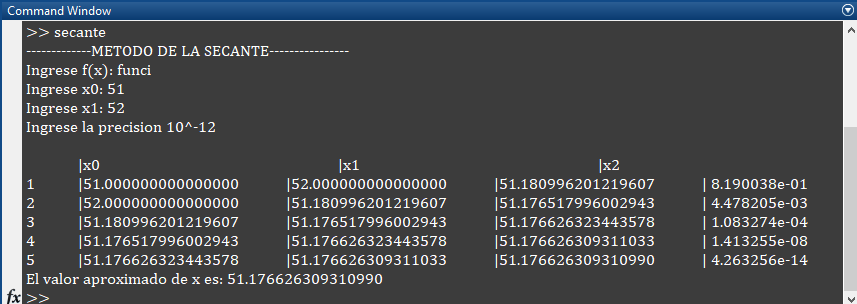 Command Window
>> secante
-------------METODO DE LA SECANTE----------------
Ingrese f(x): funci
Ingrese x0: 51
Ingrese x1: 52
Ingrese la precision 10^-12
|x0 |x1 |x2
1 |51.000000000000000 |52.000000000000000 |51.180996201219607 | 8.190038e-01
2 |52.000000000000000 |51.180996201219607 |51.176517996002943 | 4.478205e-03
3 |51.180996201219607 |51.176517996002943 |51.176626323443578 | 1.083274e-04
4 |51.176517996002943 |51.176626323443578 |51.176626309311033 | 1.413255e-08
5 |51.176626323443578 |51.176626309311033 |51.176626309310990 | 4.263256e-14
El valor aproximado de x es: 51.176626309310990
fx >>